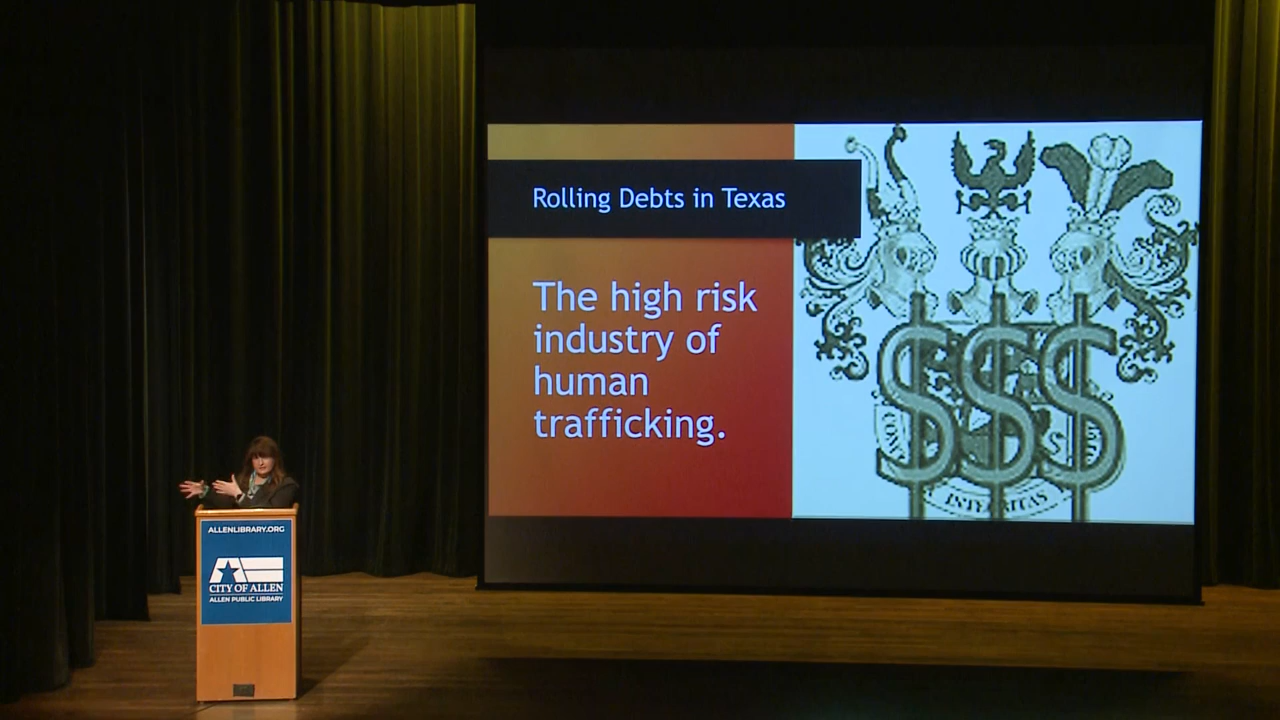 Rolling Debts in Texas
The high risk
industry of
human
trafficking.
INTEGRITAS
ALLENLIBRARY.ORG
CITY OF ALLEN
ALLEN PUBLIC LIBRARY